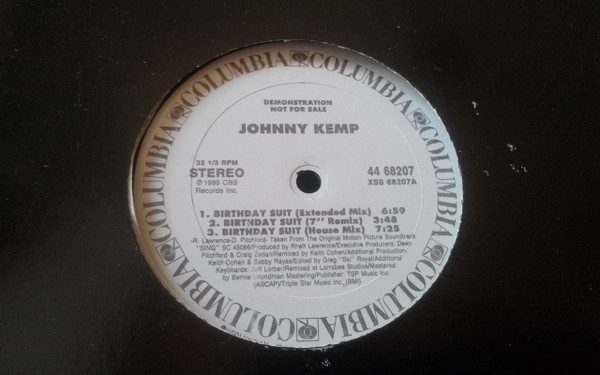 COLUMBIA COLUMBIA COLUMBIA COLUMBIA COLUMBIA COLUMBIA COLUMBIA
DEMONSTRATION
NOT FOR SALE
JOHNNY KEMP
33 1/3 RPM
STEREO
℗ 1989 CBS
Records Inc.
44 68207
XSS 68207A
1. BIRTHDAY SUIT (Extended Mix) 6:59
2. BIRTHDAY SUIT (7" Remix) 3:48
3. BIRTHDAY SUIT (House Mix) 7:25
-R. Lawrence-D. Pitchford- Taken From The Original Motion Picture Soundtrack
"SING" SC 45086/Produced by Rhett Lawrence/Executive Producers, Dean
Pitchford & Craig Zadan/Remixed by Keith Cohen/Additional Production:
Keith Cohen & Bobby Rayas/Edited by Greg "Ski" Royal/Additional
Keyboards: Jeff Lorber/Recorded at Larrabee Studios/Mastered
by Bernie Grundman Mastering/Publisher: TSP Music Inc.
(ASCAP)/Triple Star Music Inc. (BMI)